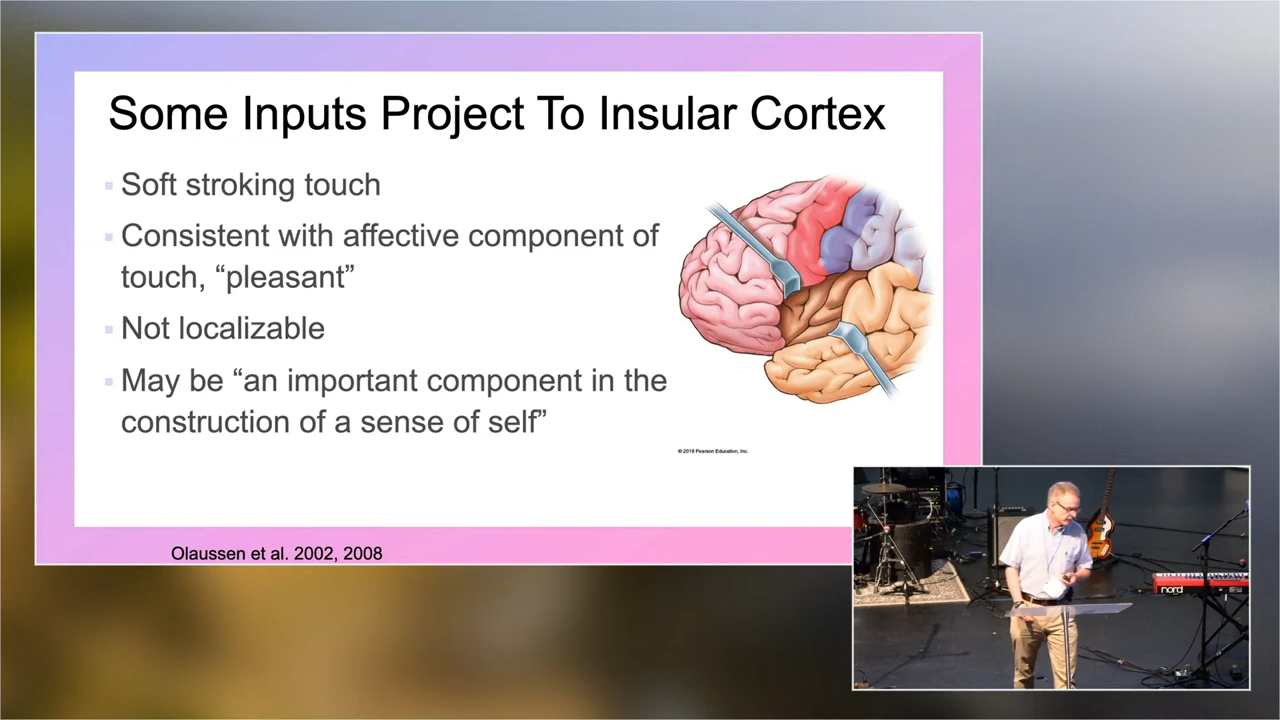 Some Inputs Project To Insular Cortex
Soft stroking touch
Consistent with affective component of
touch, “pleasant”
Not localizable
May be “an important component in the
construction of a sense of self”
© 2018 Pearson Education, Inc.
Olaussen et al. 2002, 2008
nord